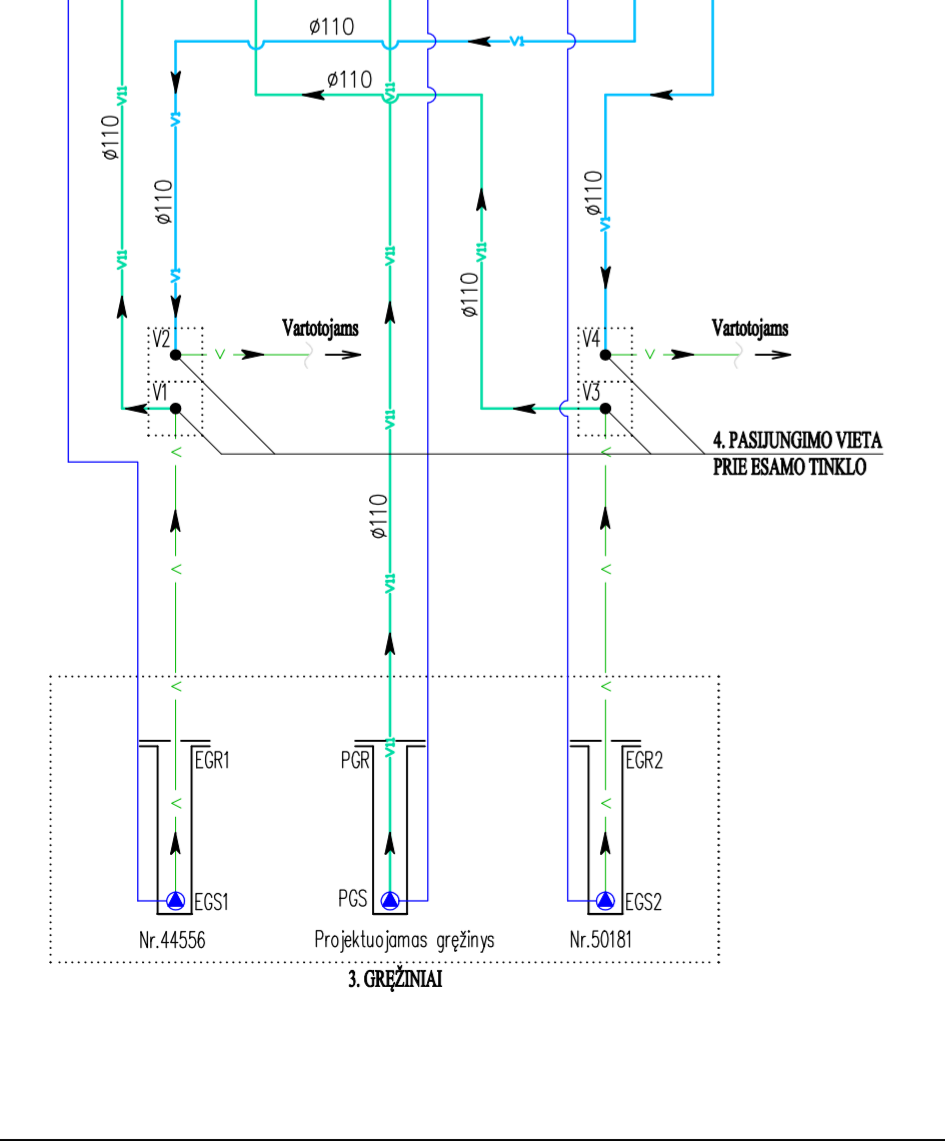 ø110
V1
ø110
V11
V11
ø110
V1
ø110
ø110
V1
V11
V11
V11
V1
ø110
V2
Vartotojams
V
V4
Vartotojams
V
V1
V3
V11
4. PASIJUNGIMO VIETA
PRIE ESAMO TINKLO
V
V
ø110
V
V
V11
V
V
V11
EGR1
PGR
EGR2
V
V
EGS1
PGS
EGS2
Nr.44556
Projektuojamas gręžinys
Nr.50181
3. GRĘŽINIAI